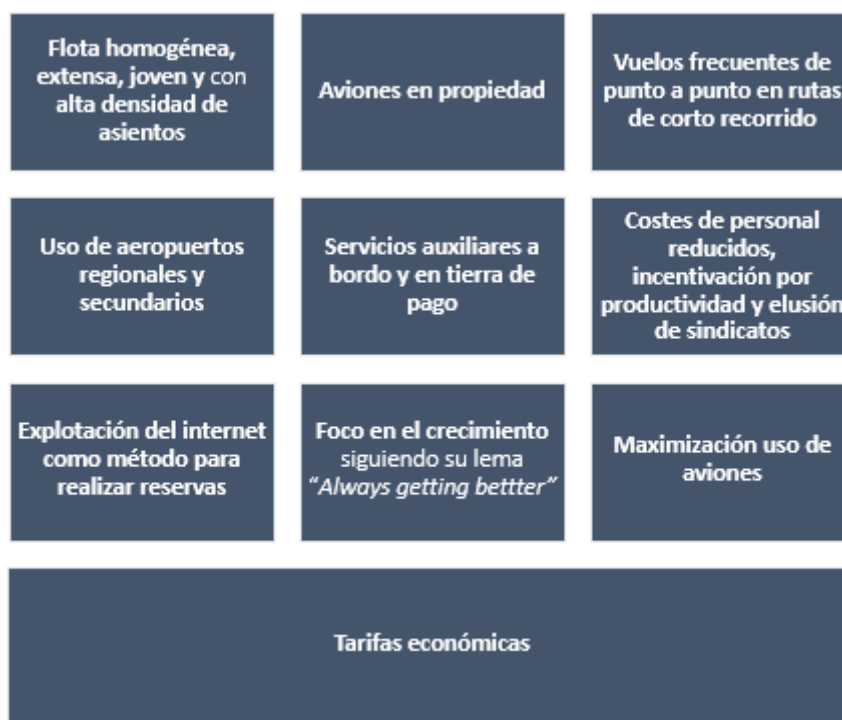 Flota homogénea,
extensa, joven y con
alta densidad de
asientos
Aviones en propiedad
Vuelos frecuentes de
punto a punto en rutas
de corto recorrido
Uso de aeropuertos
regionales y
secundarios
Servicios auxiliares a
bordo y en tierra de
pago
Costes de personal
reducidos,
incentivación por
productividad y elusión
de sindicatos
Explotación del internet
como método para
realizar reservas
Foco en el crecimiento
siguiendo su lema
“Always getting bettter”
Maximización uso de
aviones
Tarifas económicas